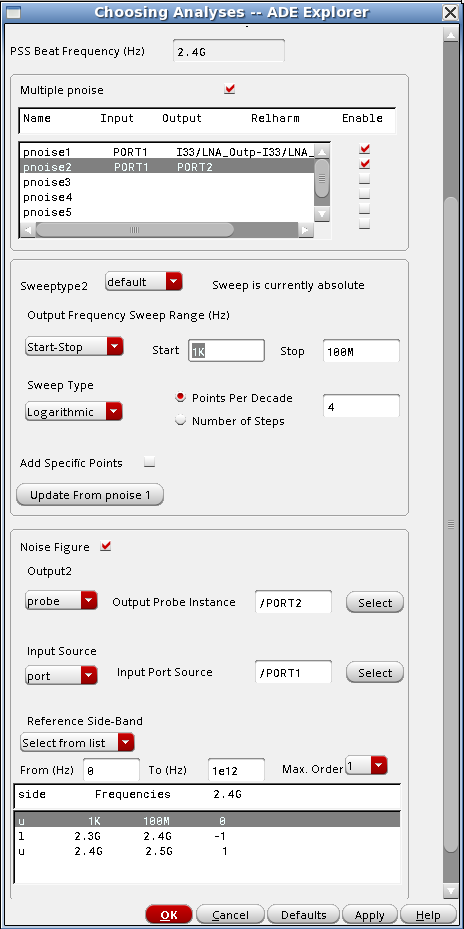 Choosing Analyses -- ADE Explorer
PSS Beat Frequency (Hz) 2.4G
Multiple pnoise
Name Input Output Relharm Enable
pnoise1 PORT1 I33/LNA_Outp-I33/LNA_
pnoise2 PORT1 PORT2
pnoise3
pnoise4
pnoise5
Sweeptype2 default Sweep is currently absolute
Output Frequency Sweep Range (Hz)
Start-Stop Start 1K Stop 100M
Sweep Type
Points Per Decade
Logarithmic 4
Number of Steps
Add Specific Points
Update From pnoise 1
Noise Figure
Output2
probe Output Probe Instance /PORT2 Select
Input Source
port Input Port Source /PORT1 Select
Reference Side-Band
Select from list
From (Hz) 0 To (Hz) 1e12 Max. Order 1
side Frequencies 2.4G
u 1K 100M 0
l 2.3G 2.4G -1
u 2.4G 2.5G 1
OK Cancel Defaults Apply Help